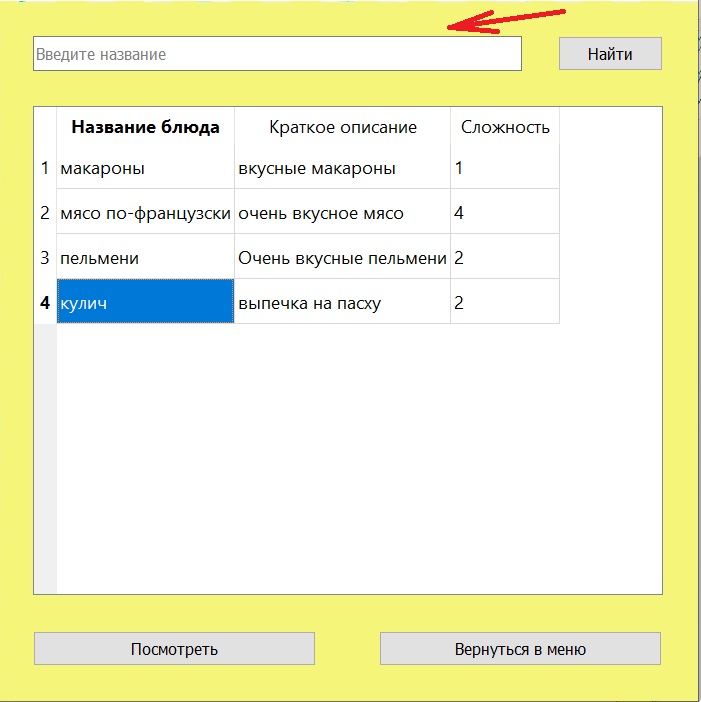 Введите название Найти
Название блюда Краткое описание Сложность
1 макароны вкусные макароны 1
2 мясо по-французски очень вкусное мясо 4
3 пельмени Очень вкусные пельмени 2
4 кулич выпечка на пасху 2
Посмотреть Вернуться в меню